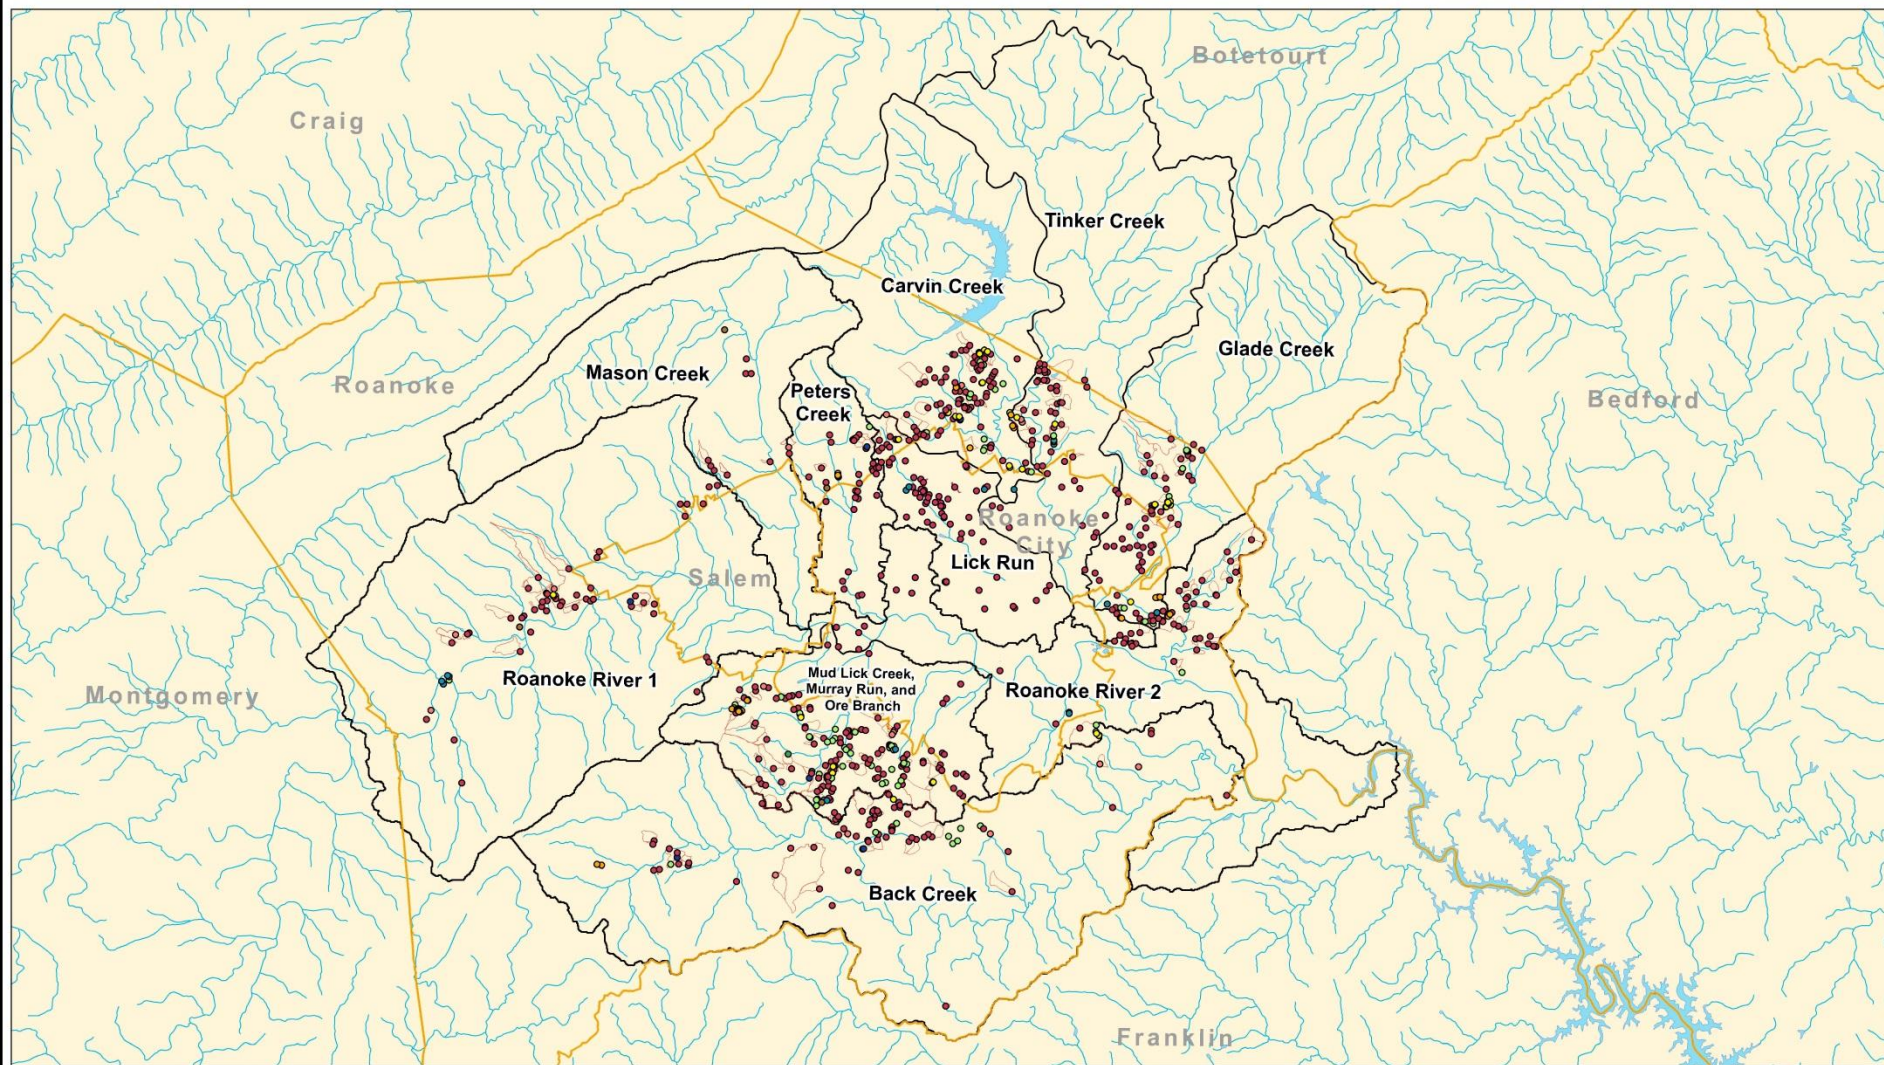 Botetourt
Craig
Tinker Creek
Carvin Creek
Glade Creek
Mason Creek
Roanoke
Peters
Creek
Bedford
Roanoke
City
Lick Run
Salem
Roanoke River 1
Mud Lick Creek,
Murray Run, and
Ore Branch
Roanoke River 2
Montgomery
Back Creek
Franklin